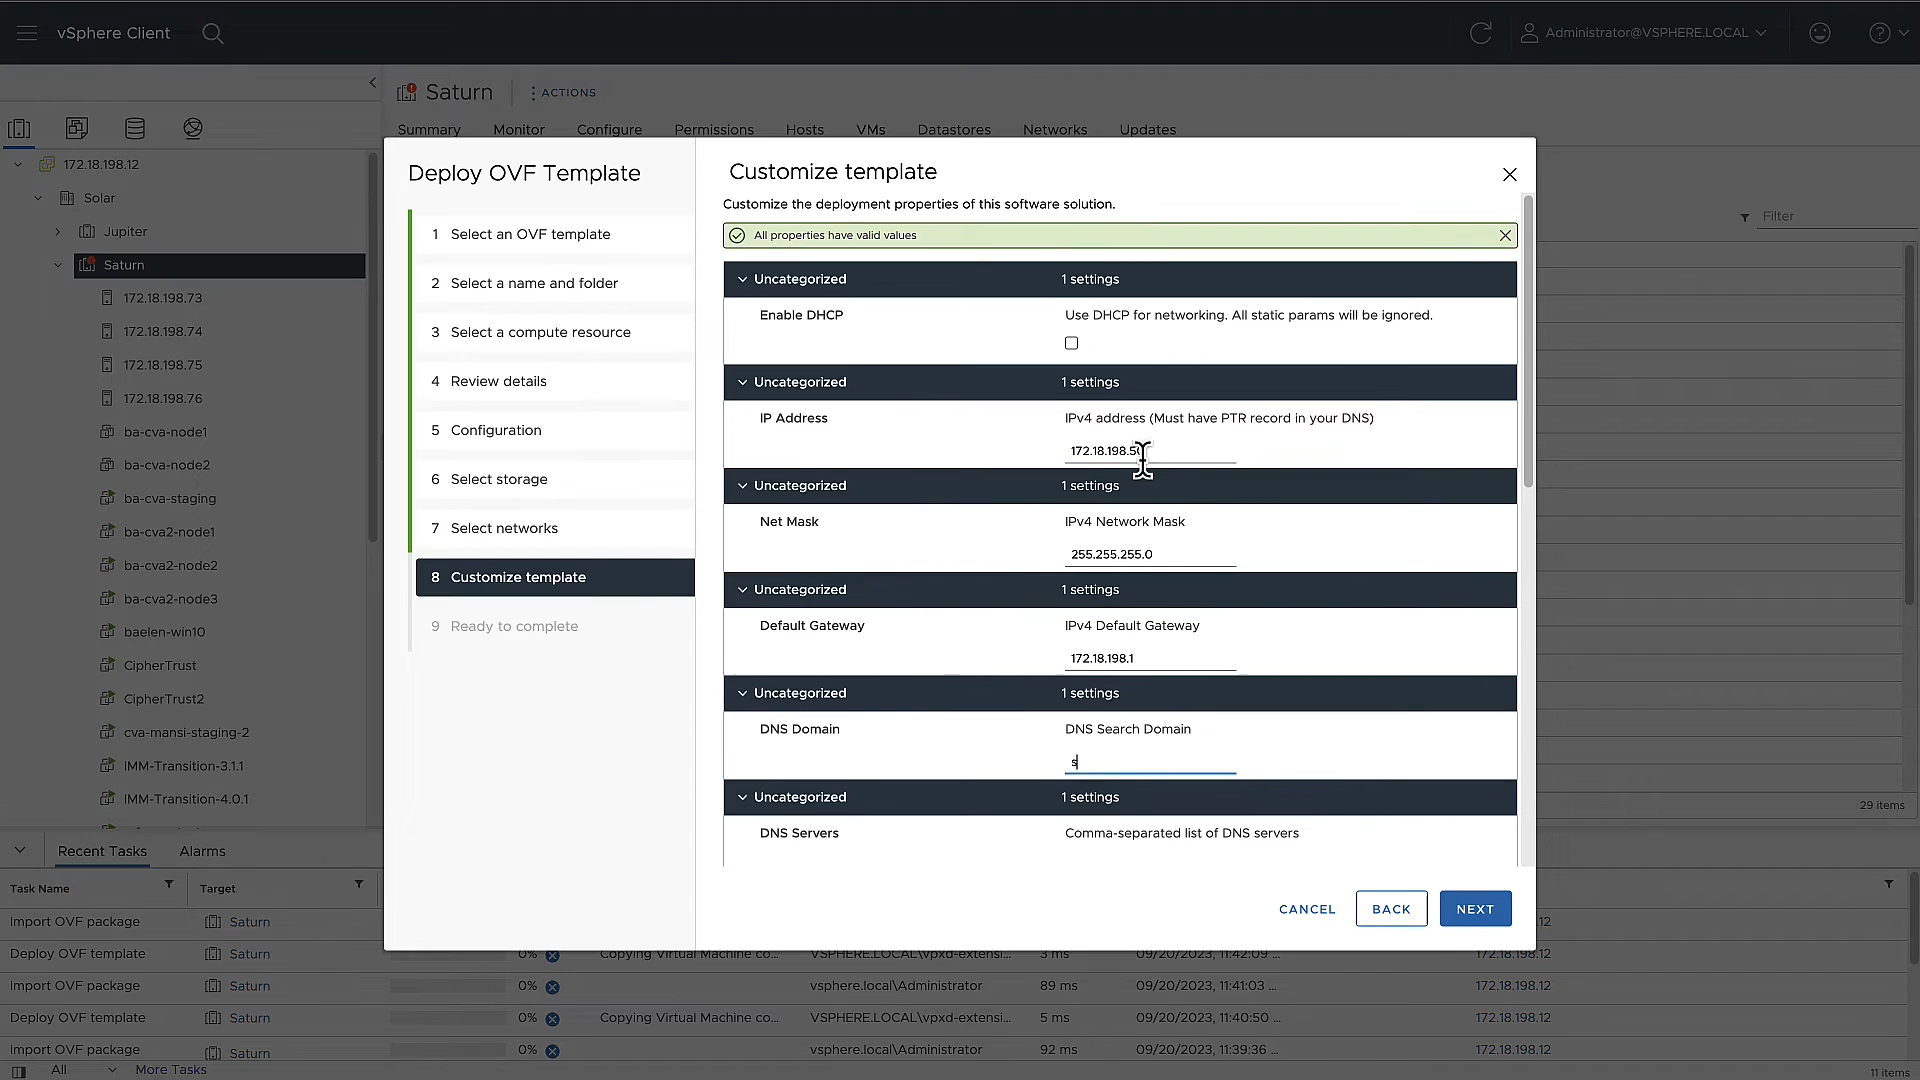 vSphere Client
Administrator@VSPHERE.LOCAL
Saturn
ACTIONS
Summary Monitor Configure Permissions Hosts VMs Datastores Networks Updates
Filter
172.18.198.12
Solar
Jupiter
Saturn
172.18.198.73
172.18.198.74
172.18.198.75
172.18.198.76
ba-cva-node1
ba-cva-node2
ba-cva-staging
ba-cva2-node1
ba-cva2-node2
ba-cva2-node3
baelen-win10
CipherTrust
CipherTrust2
cva-mansi-staging-2
IMM-Transition-3.1.1
IMM-Transition-4.0.1
Deploy OVF Template
1 Select an OVF template
2 Select a name and folder
3 Select a compute resource
4 Review details
5 Configuration
6 Select storage
7 Select networks
8 Customize template
9 Ready to complete
Customize template
Customize the deployment properties of this software solution.
All properties have valid values
Uncategorized 1 settings
Enable DHCP Use DHCP for networking. All static params will be ignored.
Uncategorized 1 settings
IP Address IPv4 address (Must have PTR record in your DNS)
172.18.198.50
Uncategorized 1 settings
Net Mask IPv4 Network Mask
255.255.255.0
Uncategorized 1 settings
Default Gateway IPv4 Default Gateway
172.18.198.1
Uncategorized 1 settings
DNS Domain DNS Search Domain
s
Uncategorized 1 settings
DNS Servers Comma-separated list of DNS servers
CANCEL BACK NEXT
29 items
Recent Tasks Alarms
Task Name Target
Import OVF package Saturn .12
Deploy OVF template Saturn 0% Copying Virtual Machine co... VSPHERE.LOCAL\vpxd-extensi... 3 ms 09/20/2023, 11:42:09 ... 172.18.198.12
Import OVF package Saturn 0% vsphere.local\Administrator 89 ms 09/20/2023, 11:41:03 ... 172.18.198.12
Deploy OVF template Saturn 0% Copying Virtual Machine co... VSPHERE.LOCAL\vpxd-extensi... 5 ms 09/20/2023, 11:40:50 ... 172.18.198.12
Import OVF package Saturn 0% vsphere.local\Administrator 92 ms 09/20/2023, 11:39:36 ... 172.18.198.12
All More Tasks
11 items